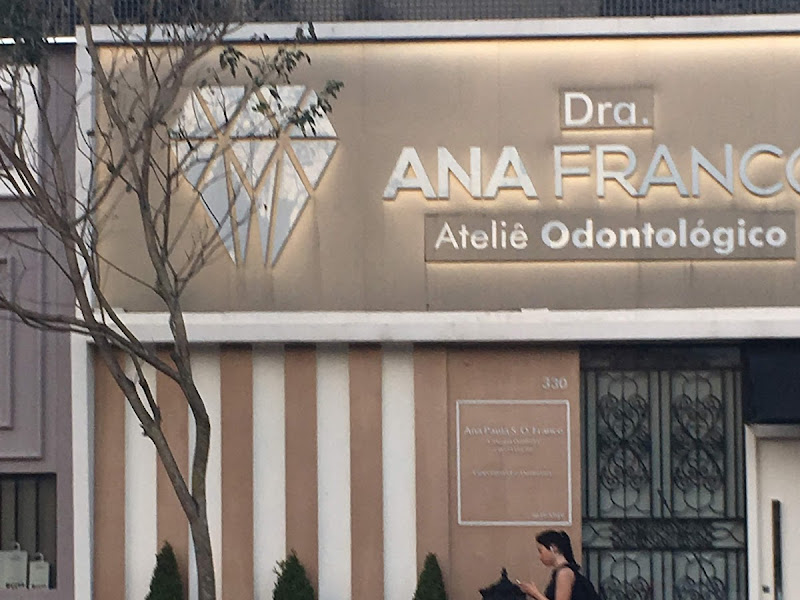 Dra.
ANA FRANCO
Ateliê Odontológico
330
Ana Paula S. O. Franco